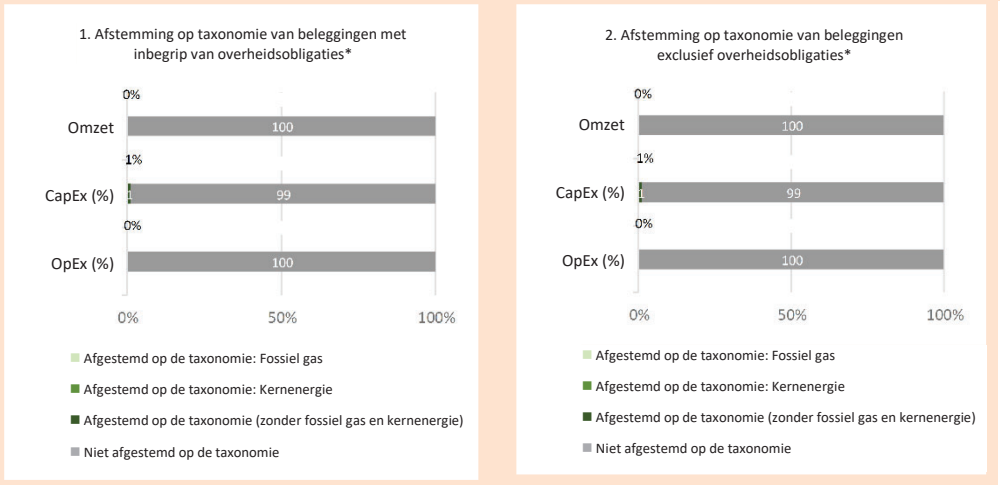 1. Afstemming op taxonomie van beleggingen met
inbegrip van overheidsobligaties*
0%
Omzet
100
1%
CapEx (%)
1
99
0%
OpEx (%)
100
0%
50%
100%
Afgestemd op de taxonomie: Fossiel gas
Afgestemd op de taxonomie: Kernenergie
Afgestemd op de taxonomie (zonder fossiel gas en kernenergie)
Niet afgestemd op de taxonomie
2. Afstemming op taxonomie van beleggingen
exclusief overheidsobligaties*
0%
Omzet
100
1%
CapEx (%)
1
99
0%
OpEx (%)
100
0%
50%
100%
Afgestemd op de taxonomie: Fossiel gas
Afgestemd op de taxonomie: Kernenergie
Afgestemd op de taxonomie (zonder fossiel gas en kernenergie)
Niet afgestemd op de taxonomie